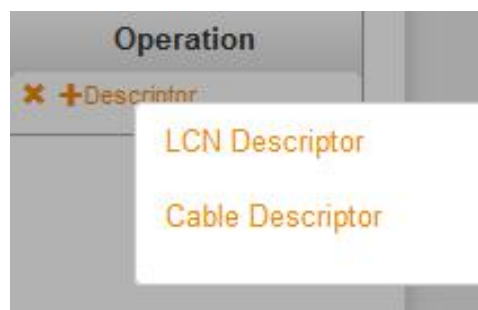 Operation
+Descriptor
LCN Descriptor
Cable Descriptor